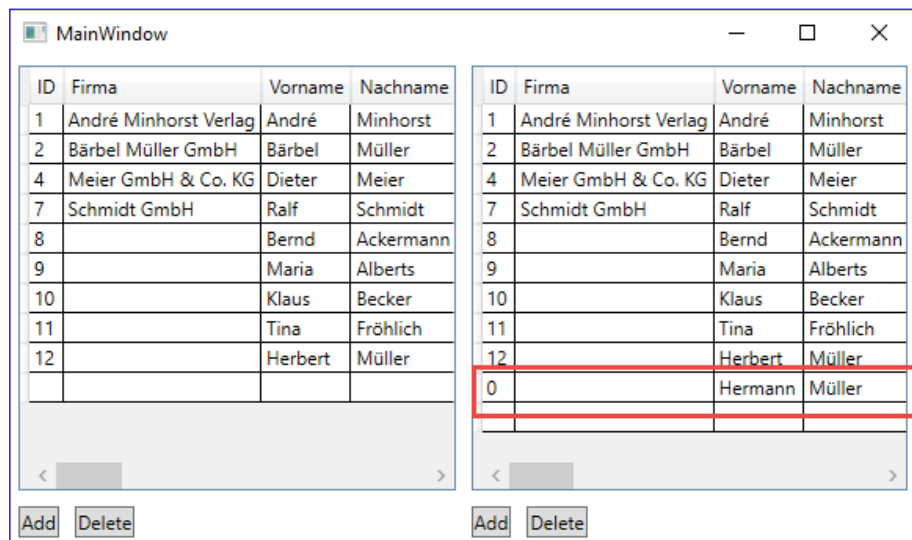 MainWindow
ID Firma Vorname Nachname
1 André Minhorst Verlag André Minhorst
2 Bärbel Müller GmbH Bärbel Müller
4 Meier GmbH & Co. KG Dieter Meier
7 Schmidt GmbH Ralf Schmidt
8 Bernd Ackermann
9 Maria Alberts
10 Klaus Becker
11 Tina Fröhlich
12 Herbert Müller
Add Delete
ID Firma Vorname Nachname
1 André Minhorst Verlag André Minhorst
2 Bärbel Müller GmbH Bärbel Müller
4 Meier GmbH & Co. KG Dieter Meier
7 Schmidt GmbH Ralf Schmidt
8 Bernd Ackermann
9 Maria Alberts
10 Klaus Becker
11 Tina Fröhlich
12 Herbert Müller
0 Hermann Müller
Add Delete